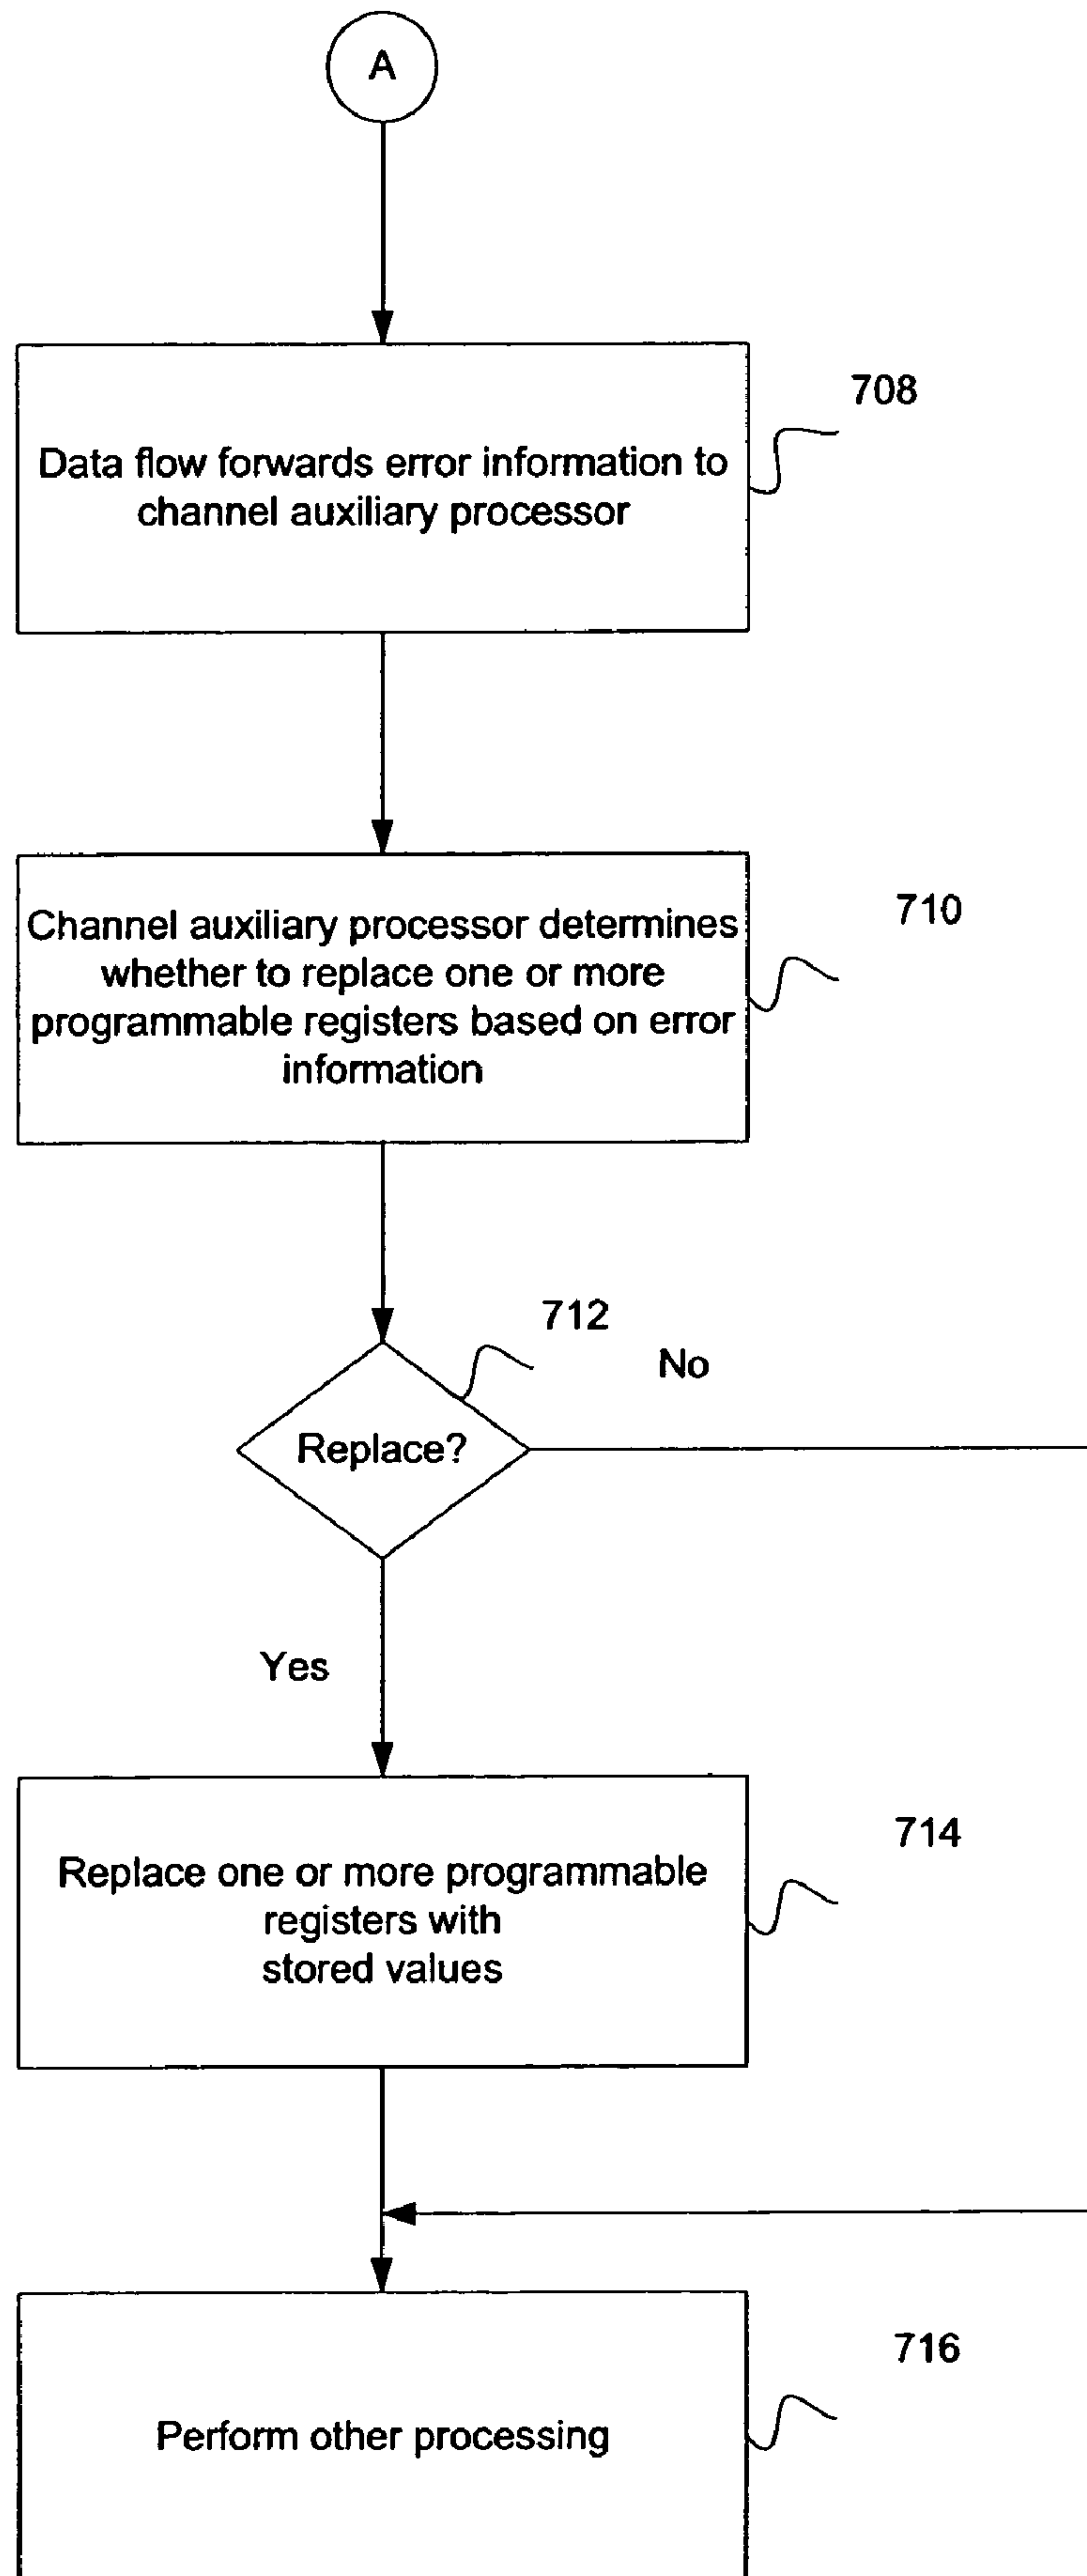 A
708
Data flow forwards error information to
channel auxiliary processor
710
Channel auxiliary processor determines
whether to replace one or more
programmable registers based on error
information
712
No
Replace?
Yes
714
Replace one or more programmable
registers with
stored values
716
Perform other processing